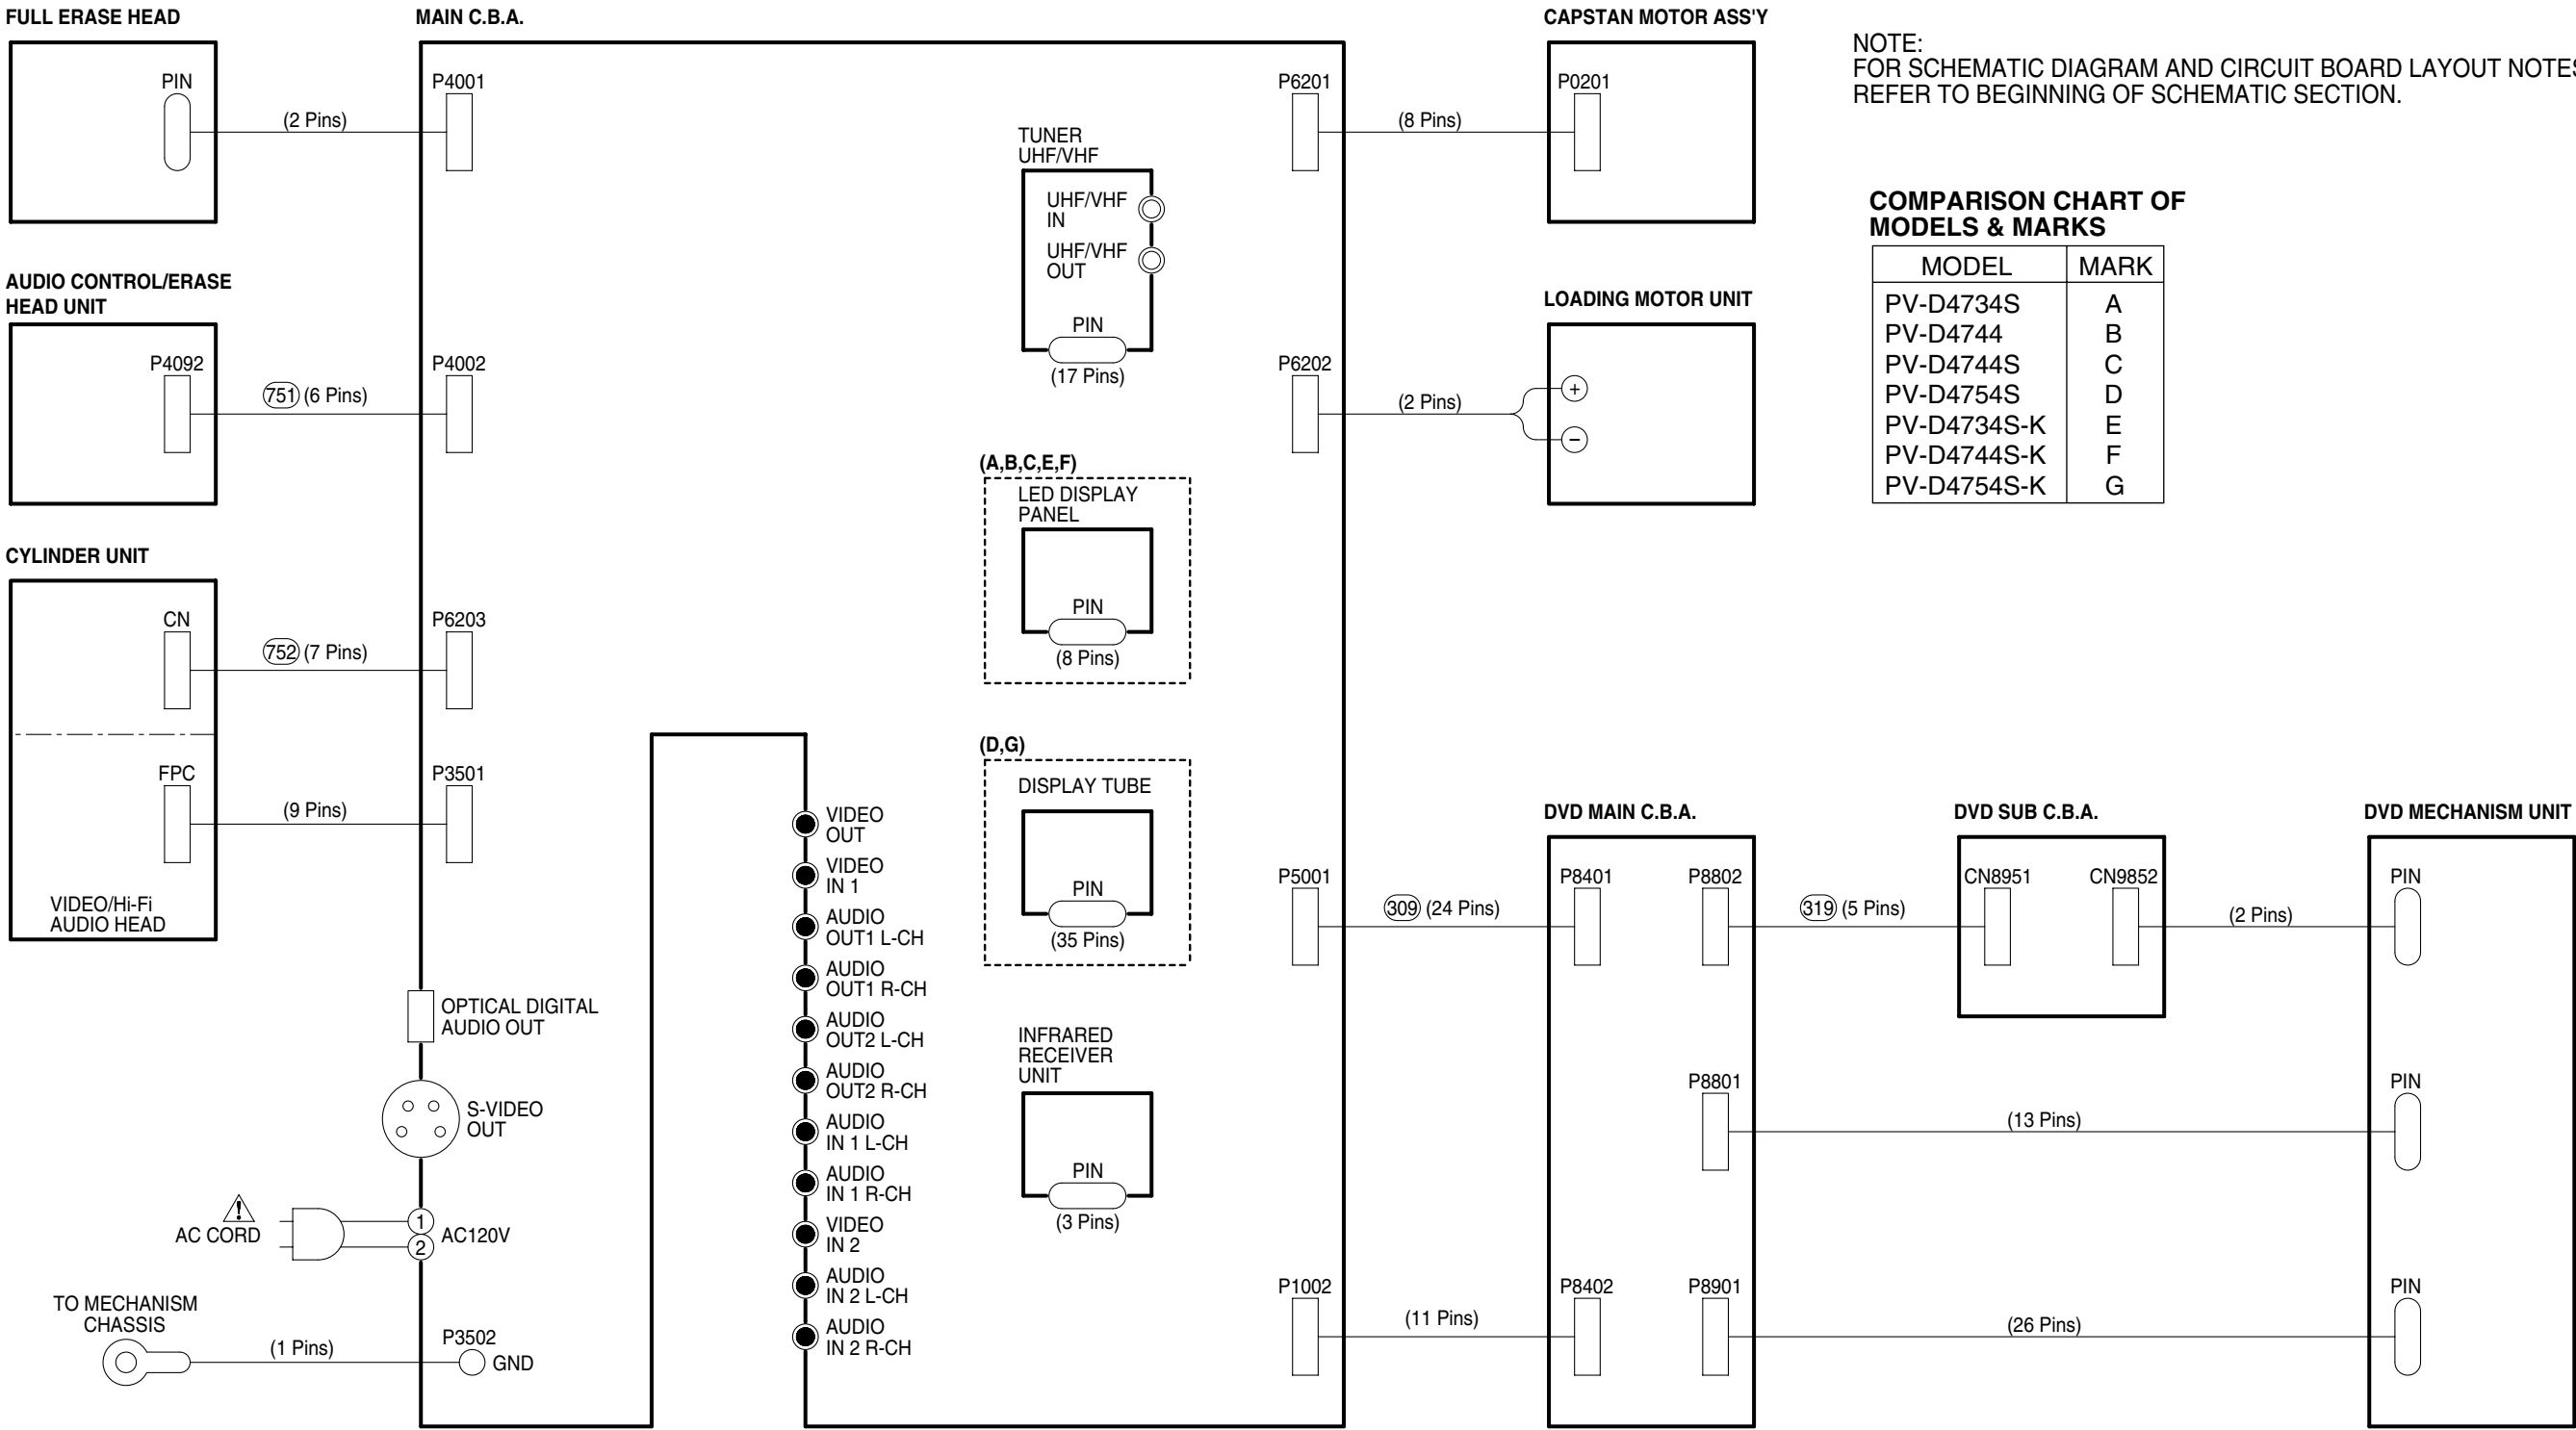 FULL ERASE HEAD
PIN
(2 Pins)
MAIN C.B.A.
P4001
AUDIO CONTROL/ERASE
HEAD UNIT
P4092
751 (6 Pins)
P4002
CYLINDER UNIT
CN
752 (7 Pins)
P6203
FPC
(9 Pins)
P3501
VIDEO/Hi-Fi
AUDIO HEAD
OPTICAL DIGITAL
AUDIO OUT
S-VIDEO
OUT
AC CORD
1
2
AC120V
TO MECHANISM
CHASSIS
(1 Pins)
P3502
GND
VIDEO
OUT
VIDEO
IN 1
AUDIO
OUT1 L-CH
AUDIO
OUT1 R-CH
AUDIO
OUT2 L-CH
AUDIO
OUT2 R-CH
AUDIO
IN 1 L-CH
AUDIO
IN 1 R-CH
VIDEO
IN 2
AUDIO
IN 2 L-CH
AUDIO
IN 2 R-CH
TUNER
UHF/VHF
UHF/VHF
IN
UHF/VHF
OUT
PIN
(17 Pins)
(A,B,C,E,F)
LED DISPLAY
PANEL
PIN
(8 Pins)
(D,G)
DISPLAY TUBE
PIN
(35 Pins)
INFRARED
RECEIVER
UNIT
PIN
(3 Pins)
P6201
(8 Pins)
CAPSTAN MOTOR ASS'Y
P0201
P6202
(2 Pins)
LOADING MOTOR UNIT
+
−
P5001
309 (24 Pins)
DVD MAIN C.B.A.
P8401
P8802
319 (5 Pins)
DVD SUB C.B.A.
CN8951
CN9852
(2 Pins)
DVD MECHANISM UNIT
PIN
P8801
(13 Pins)
PIN
P1002
(11 Pins)
P8402
P8901
(26 Pins)
PIN
NOTE:
FOR SCHEMATIC DIAGRAM AND CIRCUIT BOARD LAYOUT NOTES
REFER TO BEGINNING OF SCHEMATIC SECTION.
COMPARISON CHART OF
MODELS & MARKS
MODEL MARK
PV-D4734S A
PV-D4744 B
PV-D4744S C
PV-D4754S D
PV-D4734S-K E
PV-D4744S-K F
PV-D4754S-K G